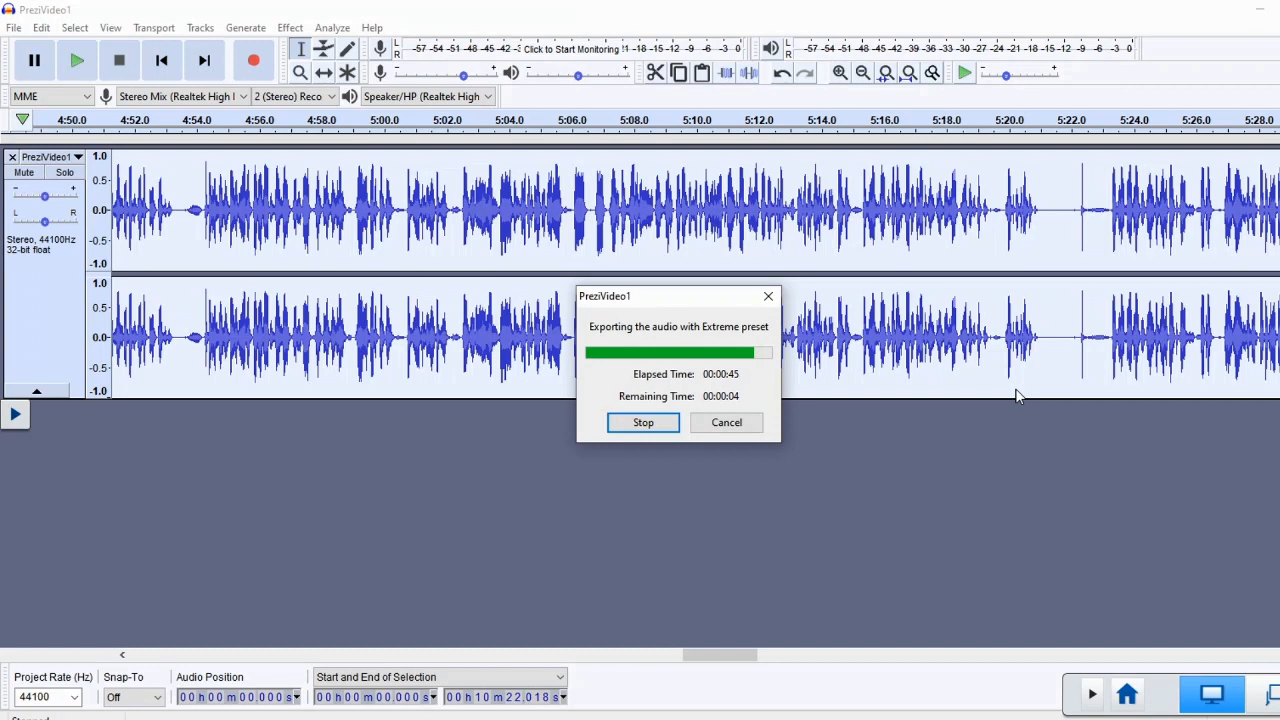 PreziVideo1
File Edit Select View Transport Tracks Generate Effect Analyze Help
L R -57 -54 -51 -48 -45 -42 -3 Click to Start Monitoring !1 -18 -15 -12 -9 -6 -3 0
L R -57 -54 -51 -48 -45 -42 -39 -36 -33 -30 -27 -24 -21 -18 -15 -12 -9 -6 -3 0
MME Stereo Mix (Realtek High I 2 (Stereo) Reco Speaker/HP (Realtek High
4:50.0 4:52.0 4:54.0 4:56.0 4:58.0 5:00.0 5:02.0 5:04.0 5:06.0 5:08.0 5:10.0 5:12.0 5:14.0 5:16.0 5:18.0 5:20.0 5:22.0 5:24.0 5:26.0 5:28.0
PreziVideo1 1.0
Mute Solo 0.5
- +
L R 0.0
Stereo, 44100Hz -0.5
32-bit float
-1.0
1.0
0.5
0.0
-0.5
-1.0
PreziVideo1
Exporting the audio with Extreme preset
Elapsed Time: 00:00:45
Remaining Time: 00:00:04
Stop Cancel
Project Rate (Hz) Snap-To Audio Position Start and End of Selection
44100 Off 00 h 00 m 00.000 s 00 h 00 m 00.000 s 00 h 10 m 22.018 s